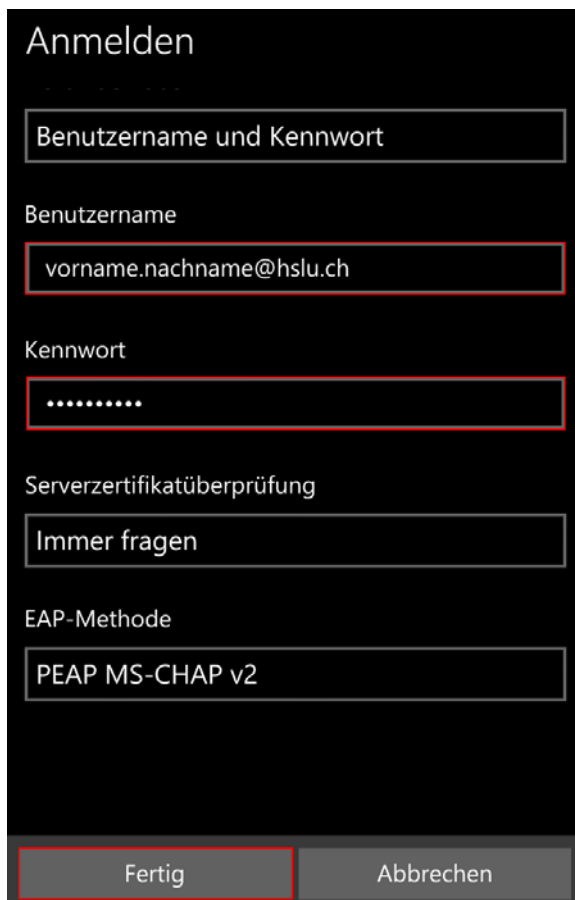 Anmelden
Benutzername und Kennwort
Benutzername
vorname.nachname@hslu.ch
Kennwort
••••••••••
Serverzertifikatüberprüfung
Immer fragen
EAP-Methode
PEAP MS-CHAP v2
Fertig
Abbrechen